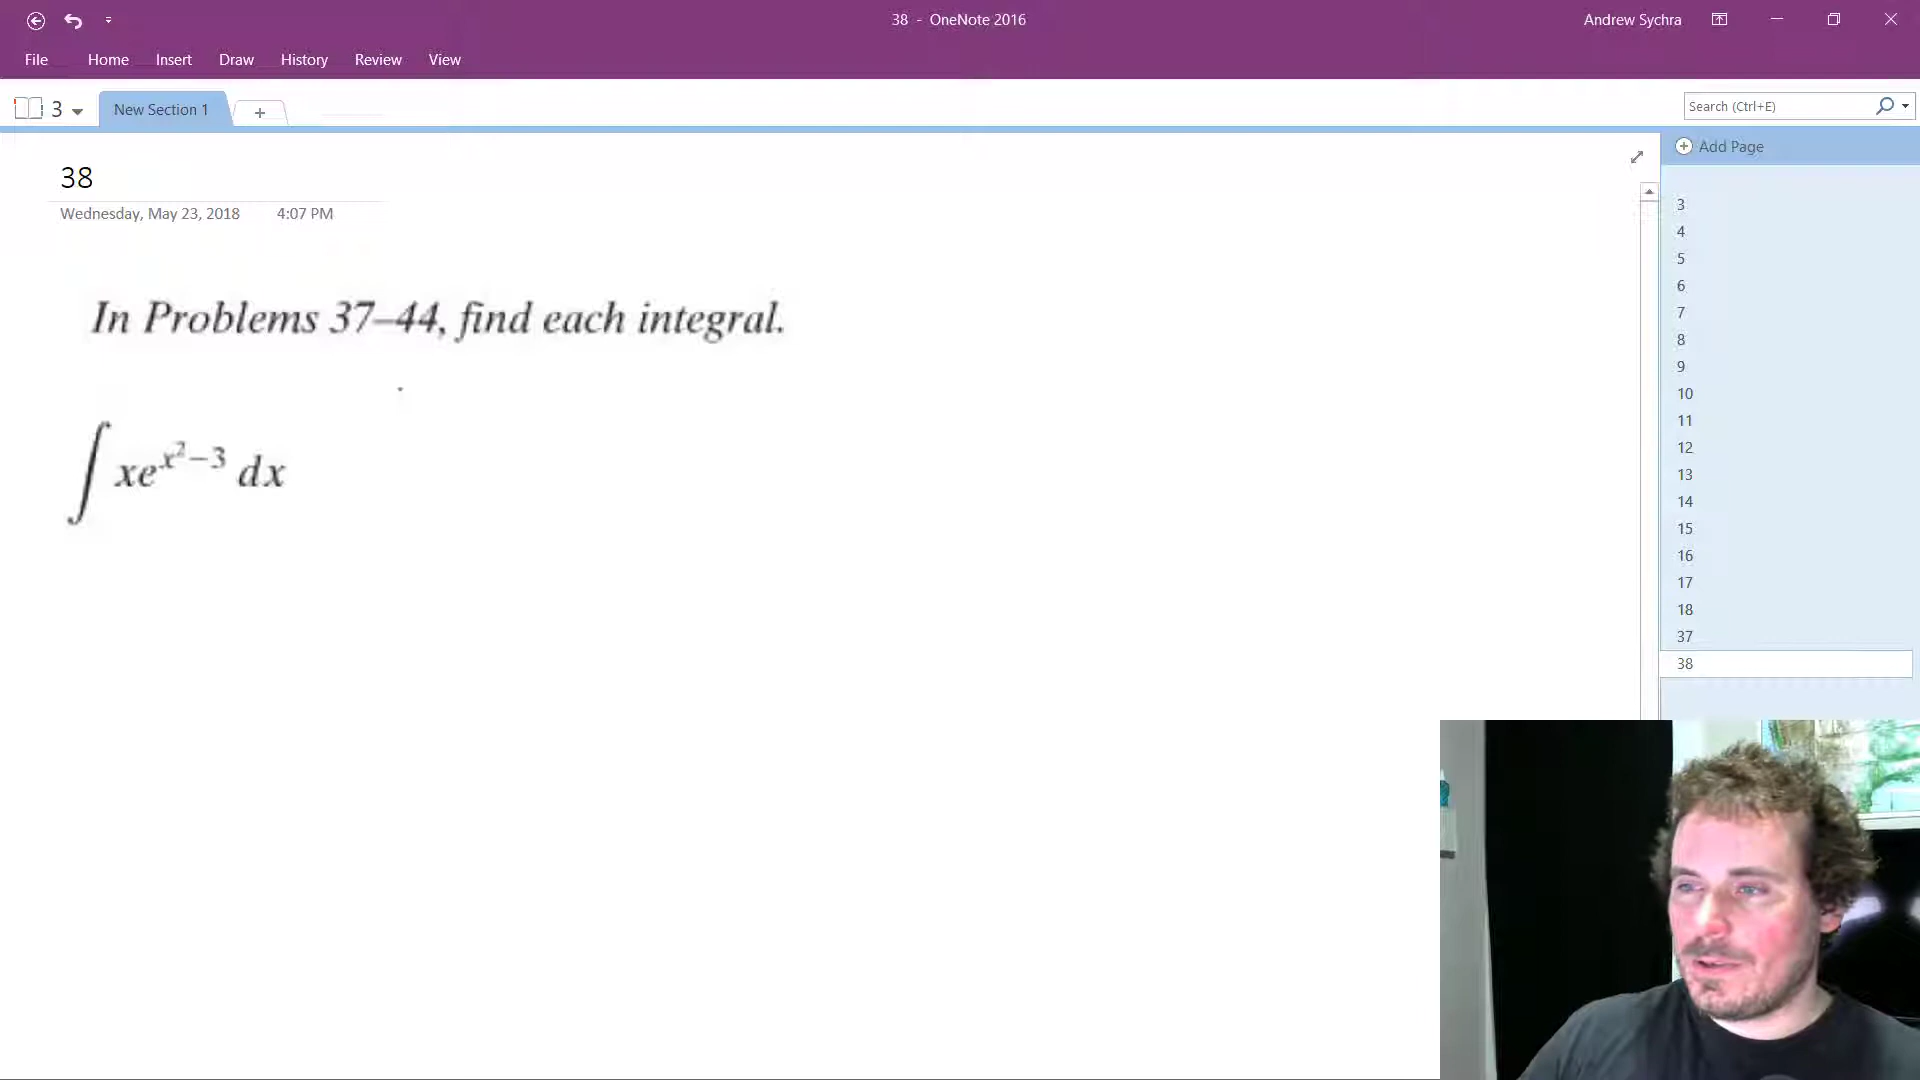 38 - OneNote 2016
Andrew Sychra
File Home Insert Draw History Review View
3 New Section 1 +
Search (Ctrl+E)
Add Page
38
Wednesday, May 23, 2018 4:07 PM
In Problems 37–44, find each integral.
∫ xe^{x²−3} dx
3
4
5
6
7
8
9
10
11
12
13
14
15
16
17
18
37
38